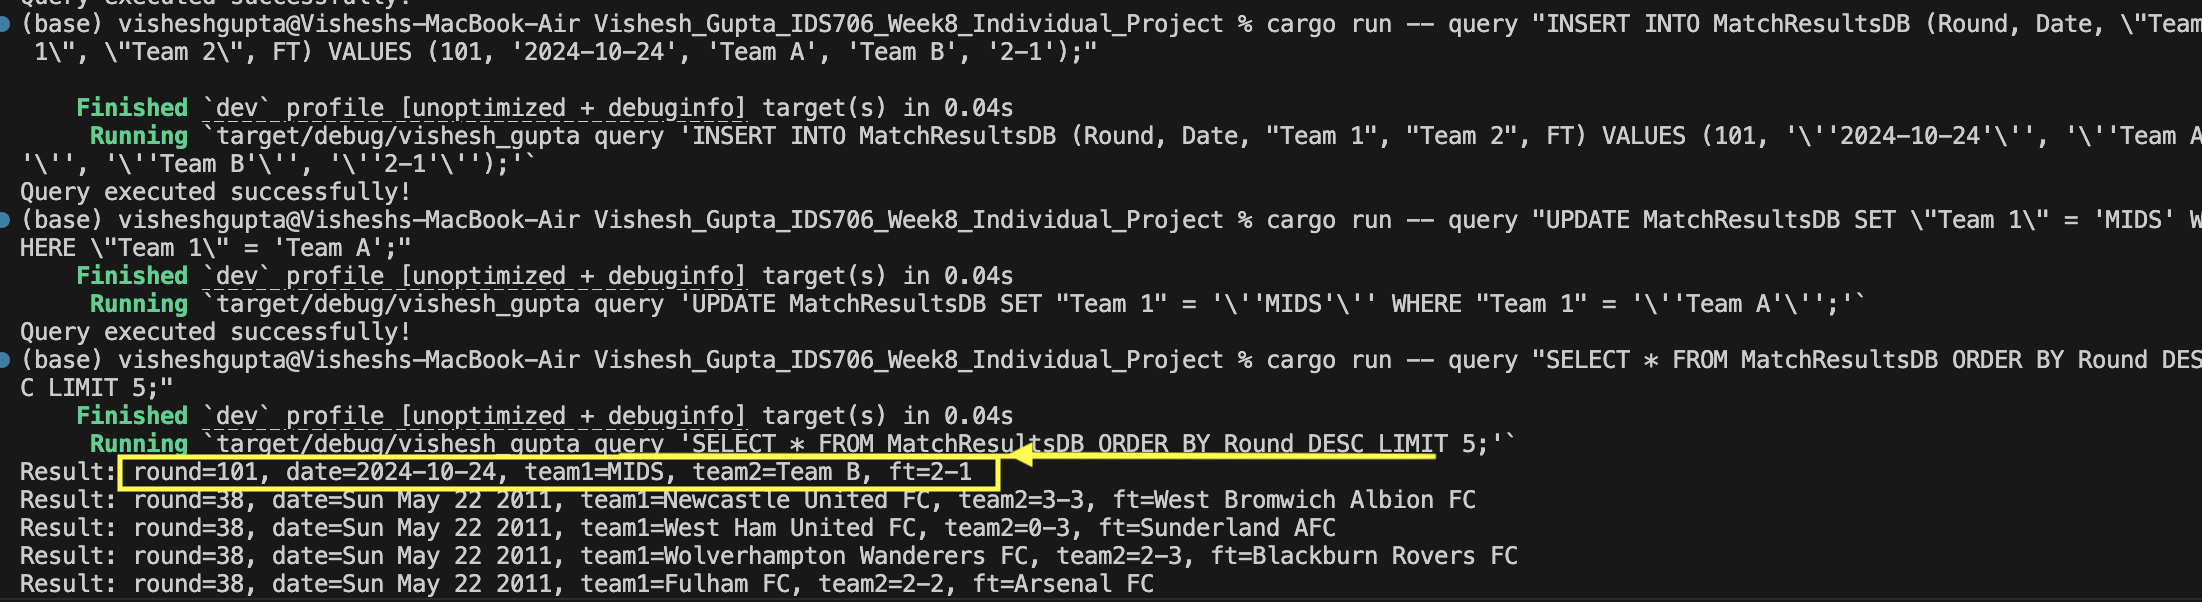 Query executed successfully!
(base) visheshgupta@Visheshs-MacBook-Air Vishesh_Gupta_IDS706_Week8_Individual_Project % cargo run -- query "INSERT INTO MatchResultsDB (Round, Date, \"Team
1\", \"Team 2\", FT) VALUES (101, '2024-10-24', 'Team A', 'Team B', '2-1');"
Finished `dev` profile [unoptimized + debuginfo] target(s) in 0.04s
Running `target/debug/vishesh_gupta query 'INSERT INTO MatchResultsDB (Round, Date, "Team 1", "Team 2", FT) VALUES (101, '\''2024-10-24'\'', '\''Team A
'\'', '\''Team B'\'', '\''2-1'\'');'`
Query executed successfully!
(base) visheshgupta@Visheshs-MacBook-Air Vishesh_Gupta_IDS706_Week8_Individual_Project % cargo run -- query "UPDATE MatchResultsDB SET \"Team 1\" = 'MIDS' W
HERE \"Team 1\" = 'Team A';"
Finished `dev` profile [unoptimized + debuginfo] target(s) in 0.04s
Running `target/debug/vishesh_gupta query 'UPDATE MatchResultsDB SET "Team 1" = '\''MIDS'\'' WHERE "Team 1" = '\''Team A'\'';'`
Query executed successfully!
(base) visheshgupta@Visheshs-MacBook-Air Vishesh_Gupta_IDS706_Week8_Individual_Project % cargo run -- query "SELECT * FROM MatchResultsDB ORDER BY Round DES
C LIMIT 5;"
Finished `dev` profile [unoptimized + debuginfo] target(s) in 0.04s
Running `target/debug/vishesh_gupta query 'SELECT * FROM MatchResultsDB ORDER BY Round DESC LIMIT 5;'`
Result: round=101, date=2024-10-24, team1=MIDS, team2=Team B, ft=2-1
Result: round=38, date=Sun May 22 2011, team1=Newcastle United FC, team2=3-3, ft=West Bromwich Albion FC
Result: round=38, date=Sun May 22 2011, team1=West Ham United FC, team2=0-3, ft=Sunderland AFC
Result: round=38, date=Sun May 22 2011, team1=Wolverhampton Wanderers FC, team2=2-3, ft=Blackburn Rovers FC
Result: round=38, date=Sun May 22 2011, team1=Fulham FC, team2=2-2, ft=Arsenal FC